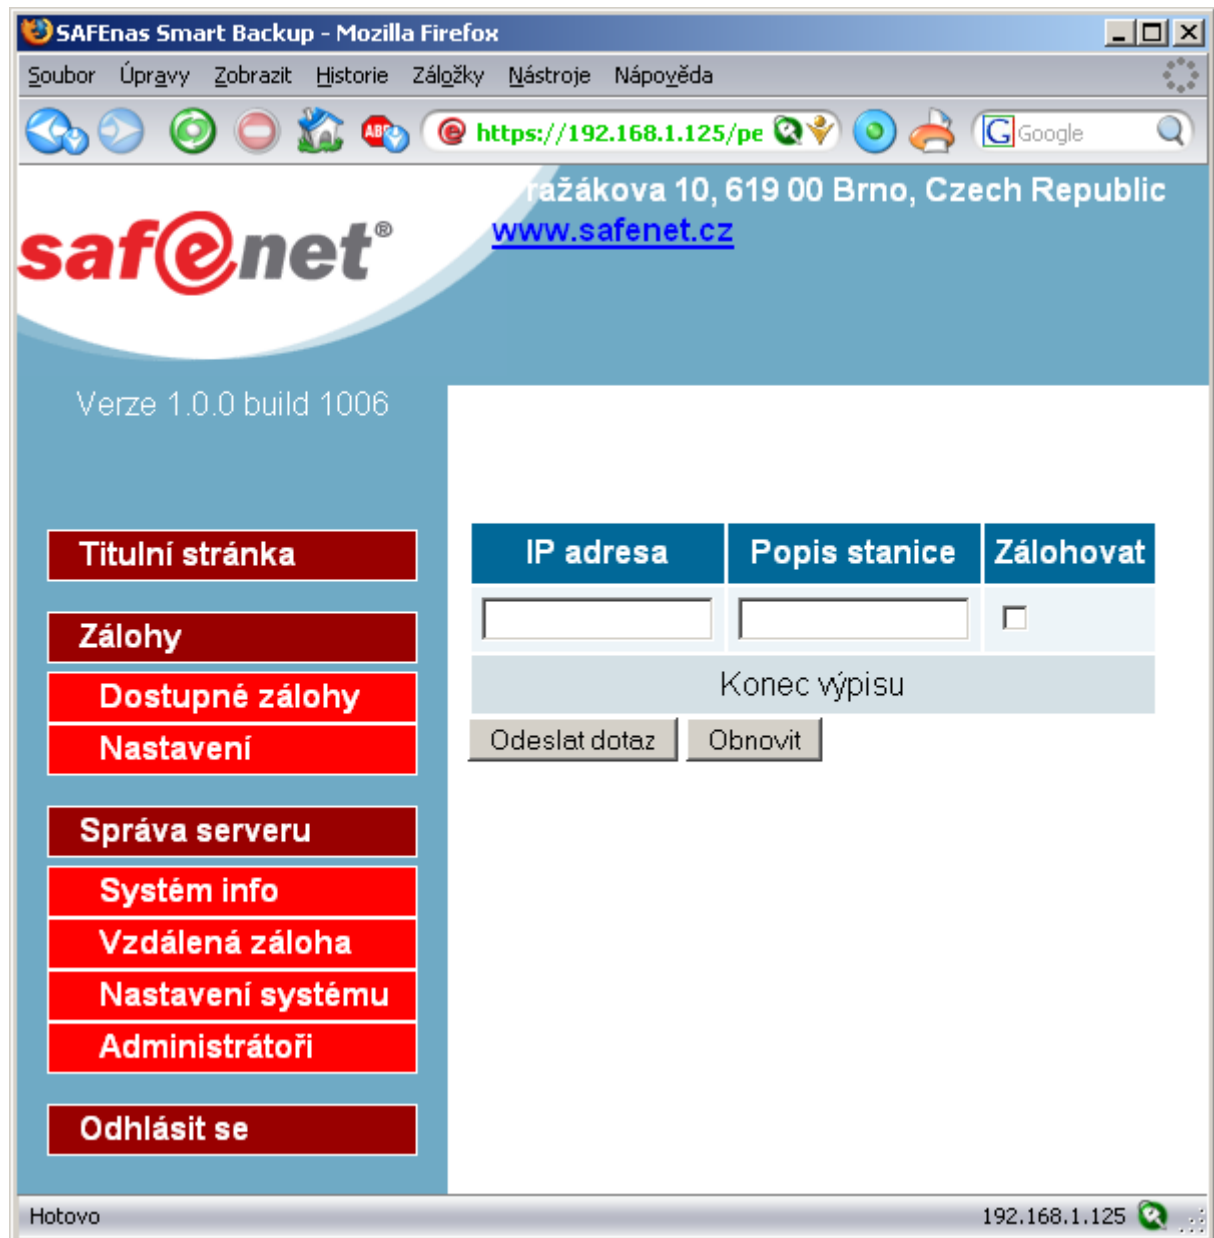 SAFEnas Smart Backup - Mozilla Firefox
Soubor Úpravy Zobrazit Historie Záložky Nástroje Nápověda
ABP https://192.168.1.125/pe G Google
ražákova 10, 619 00 Brno, Czech Republic
www.safenet.cz
safenet®
Verze 1.0.0 build 1006
Titulní stránka
Zálohy
Dostupné zálohy
Nastavení
Správa serveru
Systém info
Vzdálená záloha
Nastavení systému
Administrátoři
Odhlásit se
IP adresa Popis stanice Zálohovat
Konec výpisu
Odeslat dotaz Obnovit
Hotovo 192.168.1.125